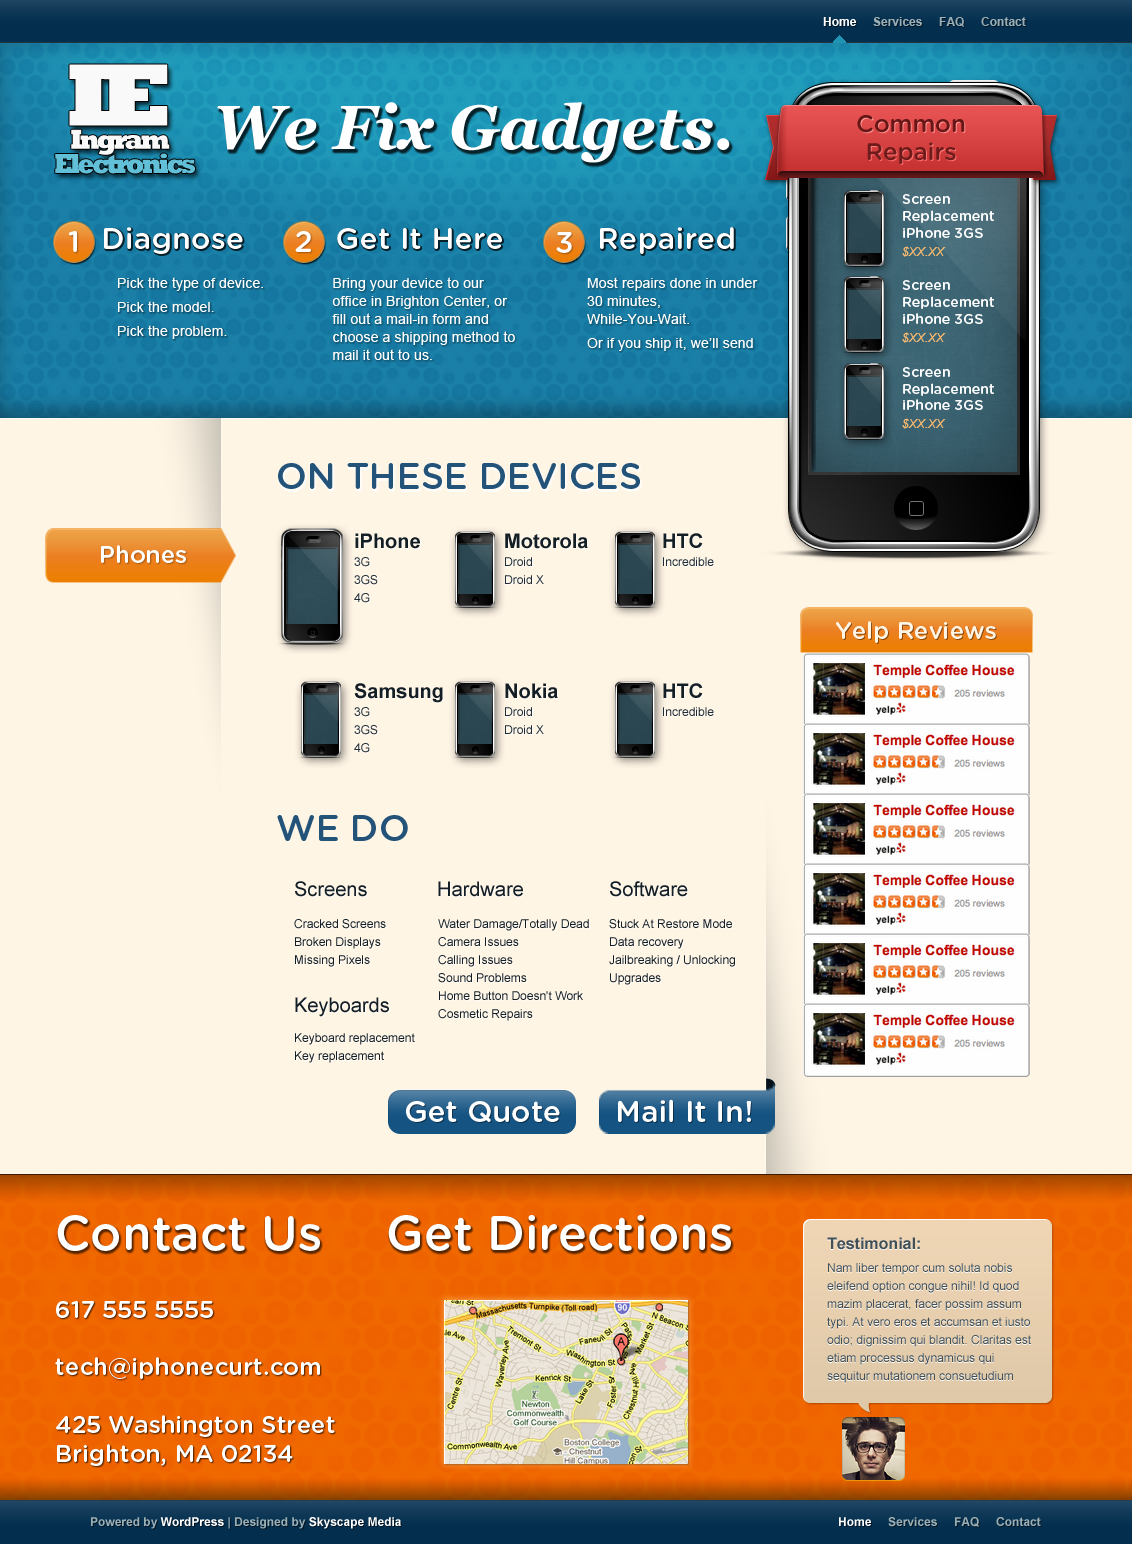 Home Services FAQ Contact
IE
Ingram
Electronics
We Fix Gadgets.
Common
Repairs
Screen
Replacement
iPhone 3GS
$XX.XX
Screen
Replacement
iPhone 3GS
$XX.XX
Screen
Replacement
iPhone 3GS
$XX.XX
1 Diagnose
Pick the type of device.
Pick the model.
Pick the problem.
2 Get It Here
Bring your device to our
office in Brighton Center, or
fill out a mail-in form and
choose a shipping method to
mail it out to us.
3 Repaired
Most repairs done in under
30 minutes,
While-You-Wait.
Or if you ship it, we'll send
Phones
ON THESE DEVICES
iPhone
3G
3GS
4G
Motorola
Droid
Droid X
HTC
Incredible
Samsung
3G
3GS
4G
Nokia
Droid
Droid X
HTC
Incredible
WE DO
Screens
Cracked Screens
Broken Displays
Missing Pixels
Keyboards
Keyboard replacement
Key replacement
Hardware
Water Damage/Totally Dead
Camera Issues
Calling Issues
Sound Problems
Home Button Doesn't Work
Cosmetic Repairs
Software
Stuck At Restore Mode
Data recovery
Jailbreaking / Unlocking
Upgrades
Get Quote
Mail It In!
Yelp Reviews
Temple Coffee House
205 reviews
yelp
Temple Coffee House
205 reviews
yelp
Temple Coffee House
205 reviews
yelp
Temple Coffee House
205 reviews
yelp
Temple Coffee House
205 reviews
yelp
Temple Coffee House
205 reviews
yelp
Contact Us
617 555 5555
tech@iphonecurt.com
425 Washington Street
Brighton, MA 02134
Get Directions
Massachusetts Turnpike (Toll road)
90
N Beacon S
Market St
Faneuil St
Tremont St
Washington St
A
Waverley Ave
Centre St
Kenrick St
Lake St
Foster St
Chestnut Hill Ave
Newton
Commonwealth
Golf Course
Commonwealth Ave
Boston College
Chestnut
Hill Campus
Testimonial:
Nam liber tempor cum soluta nobis
eleifend option congue nihil! Id quod
mazim placerat, facer possim assum
typi. At vero eros et accumsan et iusto
odio; dignissim qui blandit. Claritas est
etiam processus dynamicus qui
sequitur mutationem consuetudium
Powered by WordPress | Designed by Skyscape Media
Home Services FAQ Contact